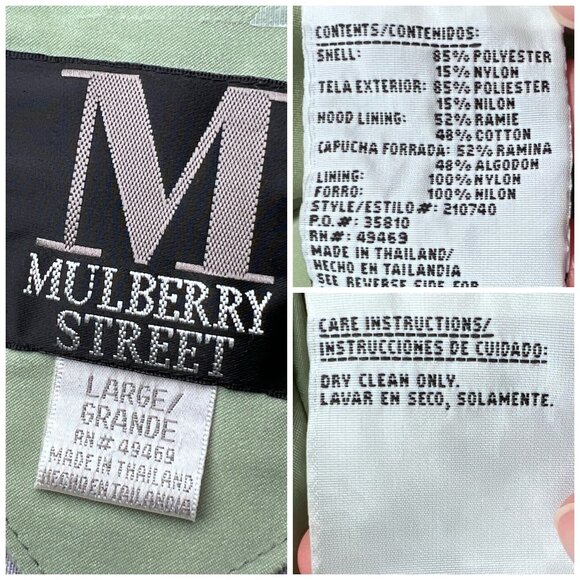 M
MULBERRY
STREET
LARGE/
GRANDE
RN# 49469
MADE IN THAILAND
HECHO EN TAILANDIA
CONTENTS/CONTENIDOS:
SHELL: 85% POLYESTER
15% NYLON
TELA EXTERIOR: 85% POLIESTER
15% NILON
HOOD LINING: 52% RAMIE
48% COTTON
CAPUCHA FORRADA: 52% RAMINA
48% ALGODON
LINING: 100% NYLON
FORRO: 100% NILON
STYLE/ESTILO#: 210740
P.O.#: 35810
RN#: 49469
MADE IN THAILAND/
HECHO EN TAILANDIA
SEE REVERSE SIDE FOR
CARE INSTRUCTIONS/
INSTRUCCIONES DE CUIDADO:
DRY CLEAN ONLY.
LAVAR EN SECO, SOLAMENTE.